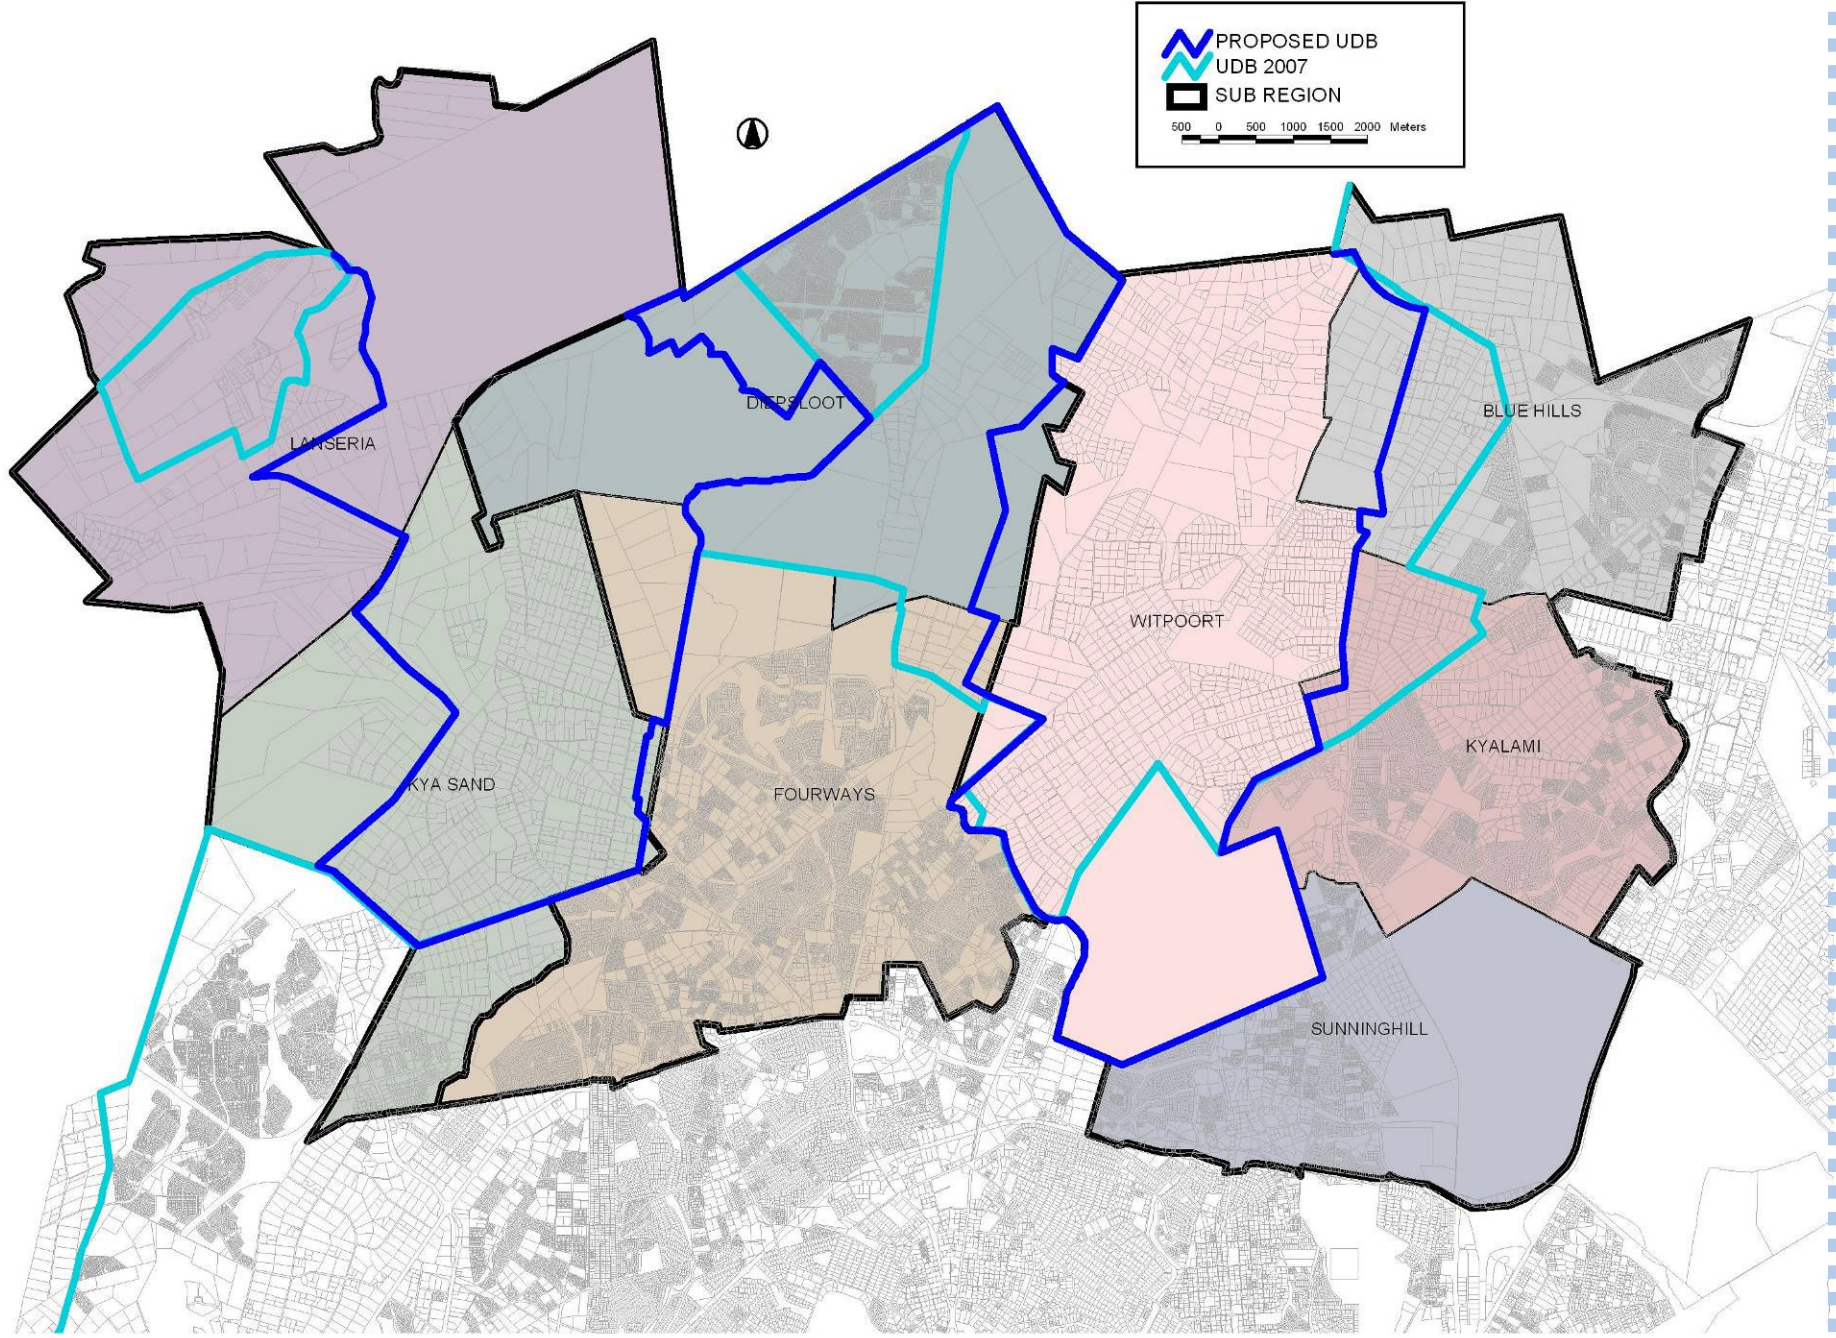 PROPOSED UDB
UDB 2007
SUB REGION
500 0 500 1000 1500 2000 Meters
DIEPSLOOT
BLUE HILLS
LANSERIA
WITPOORT
KYALAMI
KYA SAND
FOURWAYS
SUNNINGHILL